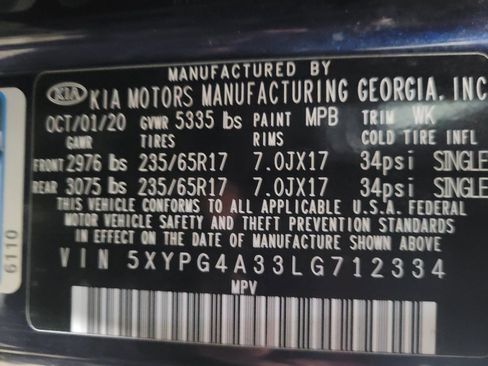 MANUFACTURED BY
KIA KIA MOTORS MANUFACTURING GEORGIA, INC
OCT/01/20 GVWR 5335 lbs PAINT MPB TRIM WK
GAWR TIRES RIMS COLD TIRE INFL
FRONT 2976 lbs 235/65R17 7.0JX17 34psi SINGLE
REAR 3075 lbs 235/65R17 7.0JX17 34psi SINGLE
THIS VEHICLE CONFORMS TO ALL APPLICABLE U.S.A. FEDERAL
MOTOR VEHICLE SAFETY AND THEFT PREVENTION STANDARDS
IN EFFECT ON THE DATE OF MANUFACTURE SHOWN ABOVE
VIN 5XYPG4A33LG712334
MPV
6110